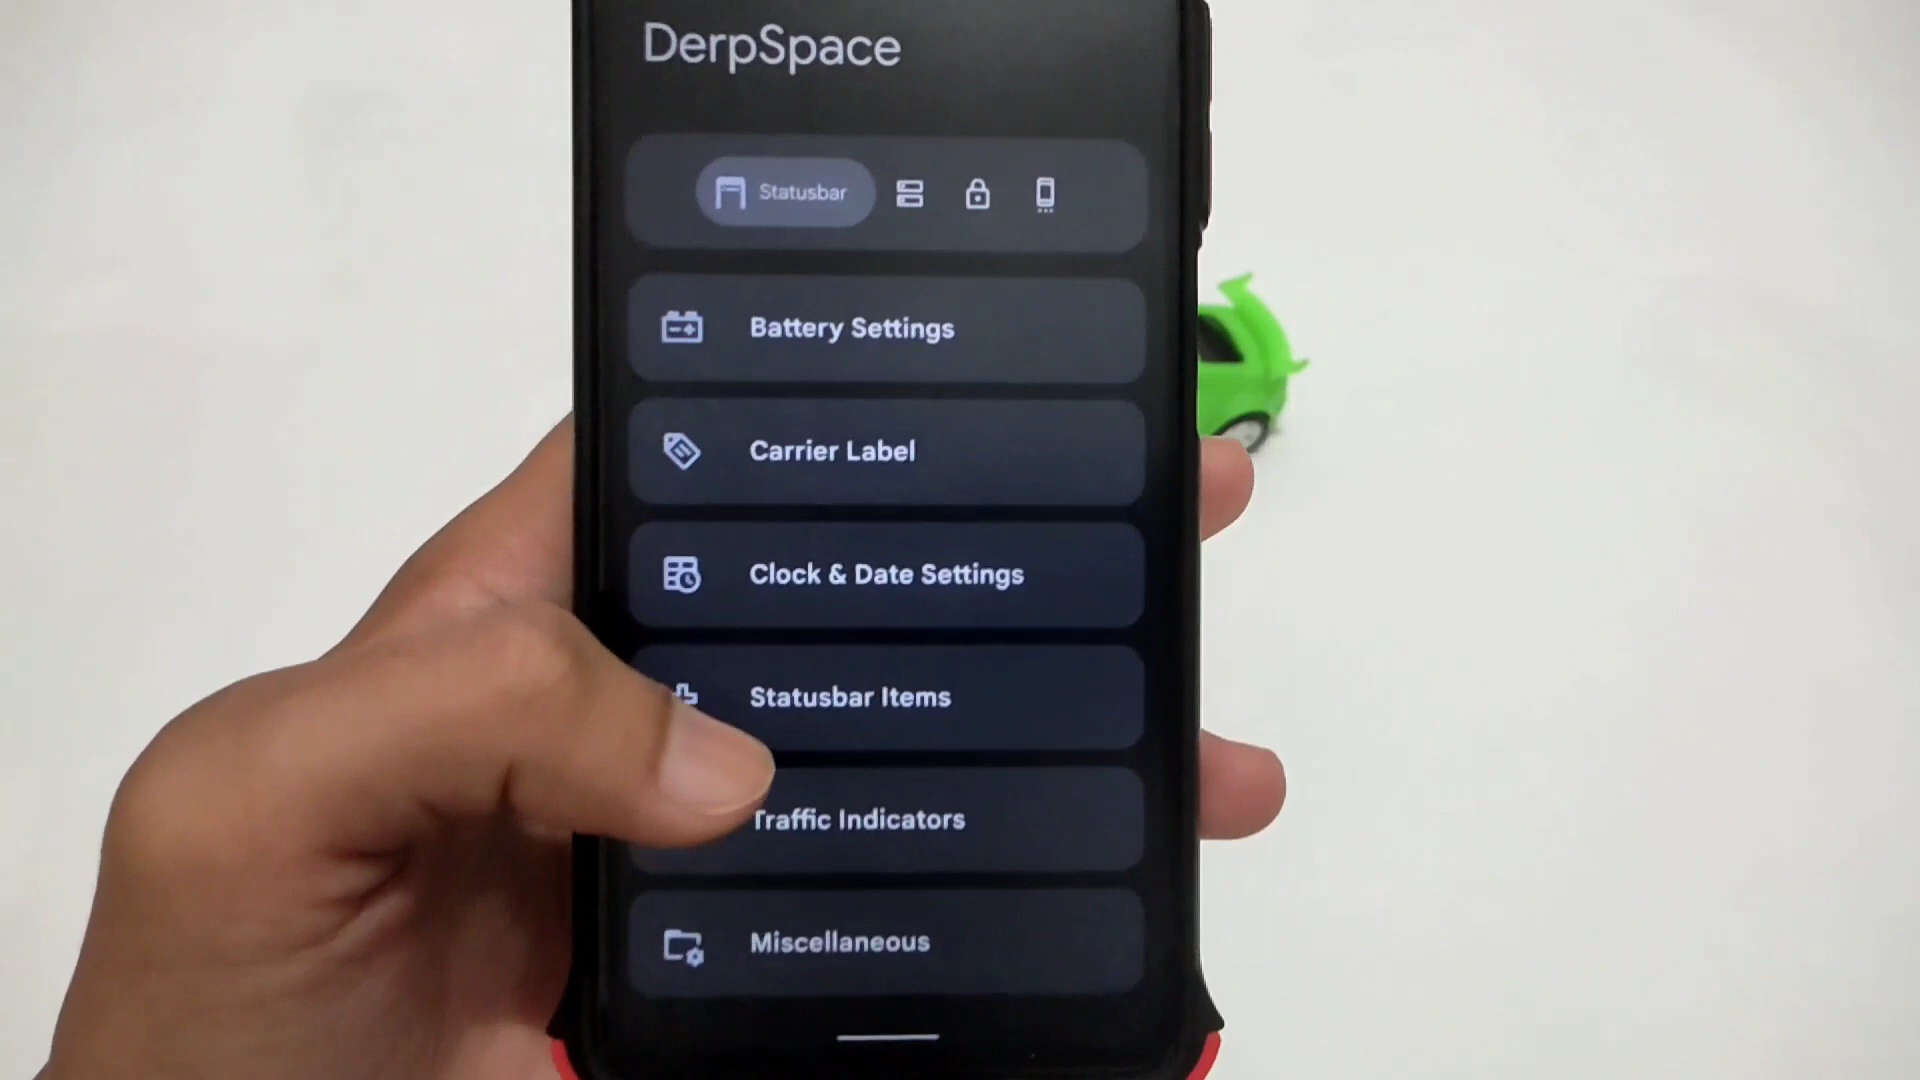 DerpSpace
Statusbar
Battery Settings
Carrier Label
Clock & Date Settings
Statusbar Items
Traffic Indicators
Miscellaneous